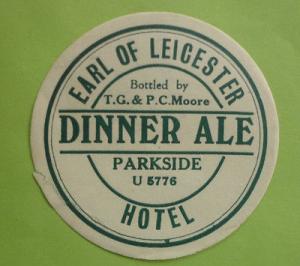 EARL OF LEICESTER
Bottled by
T.G. & P.C. Moore
DINNER ALE
PARKSIDE
U 5776
HOTEL